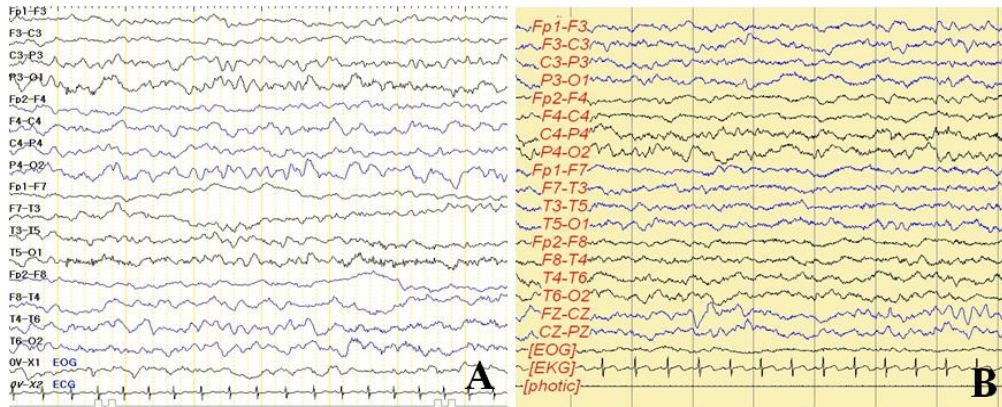 Fp1-F3
F3-C3
C3-P3
P3-O1
Fp2-F4
F4-C4
C4-P4
P4-O2
Fp1-F7
F7-T3
T3-T5
T5-O1
Fp2-F8
F8-T4
T4-T6
T6-O2
0V-X1 EOG
0V-X2 ECG
A
Fp1-F3
F3-C3
C3-P3
P3-O1
Fp2-F4
F4-C4
C4-P4
P4-O2
Fp1-F7
F7-T3
T3-T5
T5-O1
Fp2-F8
F8-T4
T4-T6
T6-O2
FZ-CZ
CZ-PZ
[EOG]
[EKG]
[photic]
B